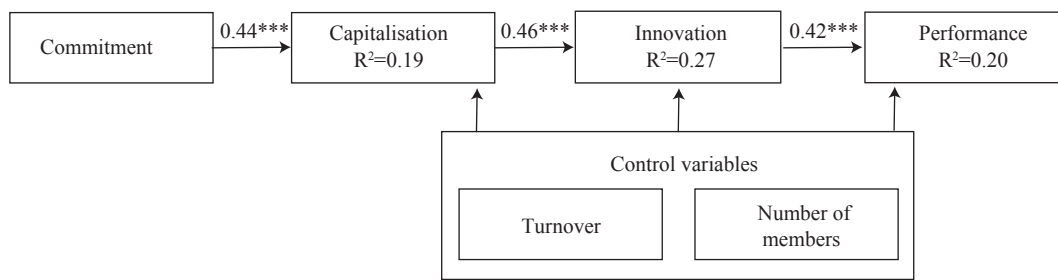 0.44***
0.46***
0.42***
Commitment
Capitalisation
R²=0.19
Innovation
R²=0.27
Performance
R²=0.20
Control variables
Turnover
Number of
members